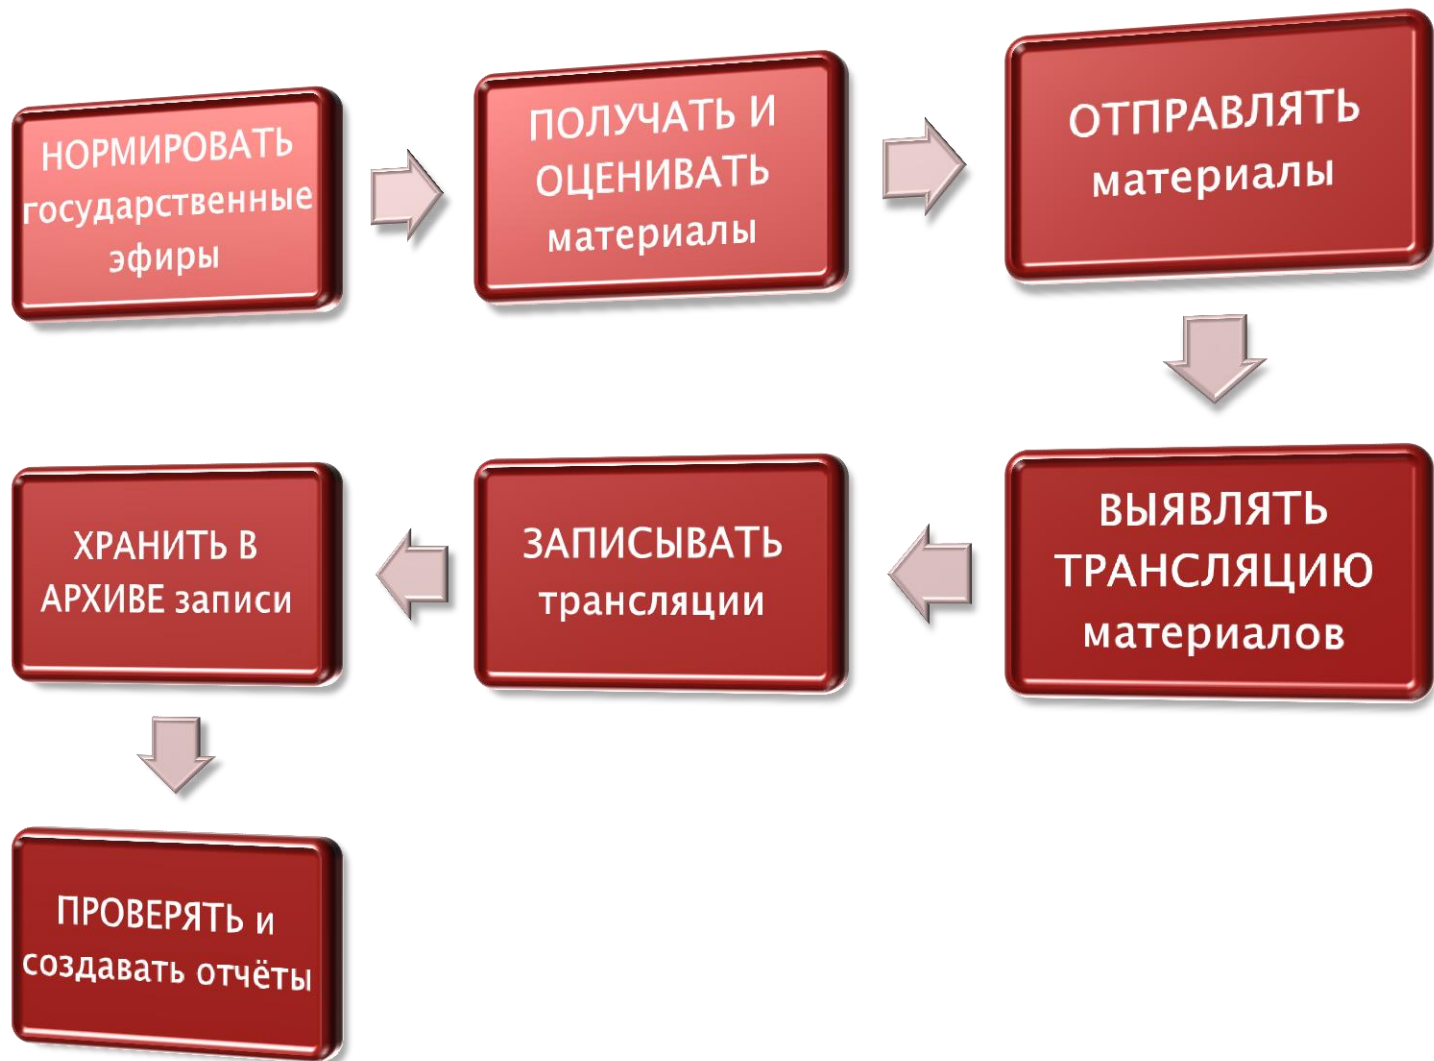 НОРМИРОВАТЬ
государственные
эфиры
ПОЛУЧАТЬ И
ОЦЕНИВАТЬ
материалы
ОТПРАВЛЯТЬ
материалы
ВЫЯВЛЯТЬ
ТРАНСЛЯЦИЮ
материалов
ЗАПИСЫВАТЬ
трансляции
ХРАНИТЬ В
АРХИВЕ записи
ПРОВЕРЯТЬ и
создавать отчёты